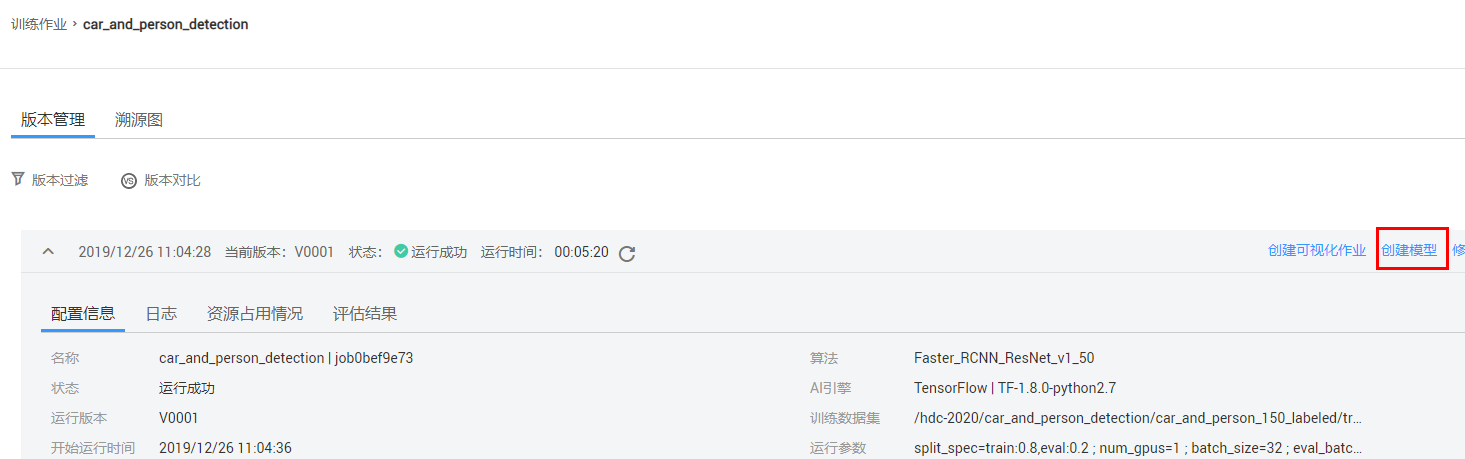 训练作业 › car_and_person_detection
版本管理 溯源图
版本过滤 VS 版本对比
2019/12/26 11:04:28 当前版本：V0001 状态： 运行成功 运行时间： 00:05:20 创建可视化作业 创建模型 修
配置信息 日志 资源占用情况 评估结果
名称 car_and_person_detection | job0bef9e73 算法 Faster_RCNN_ResNet_v1_50
状态 运行成功 AI引擎 TensorFlow | TF-1.8.0-python2.7
运行版本 V0001 训练数据集 /hdc-2020/car_and_person_detection/car_and_person_150_labeled/tr...
开始运行时间 2019/12/26 11:04:36 运行参数 split_spec=train:0.8,eval:0.2 ; num_gpus=1 ; batch_size=32 ; eval_batc...